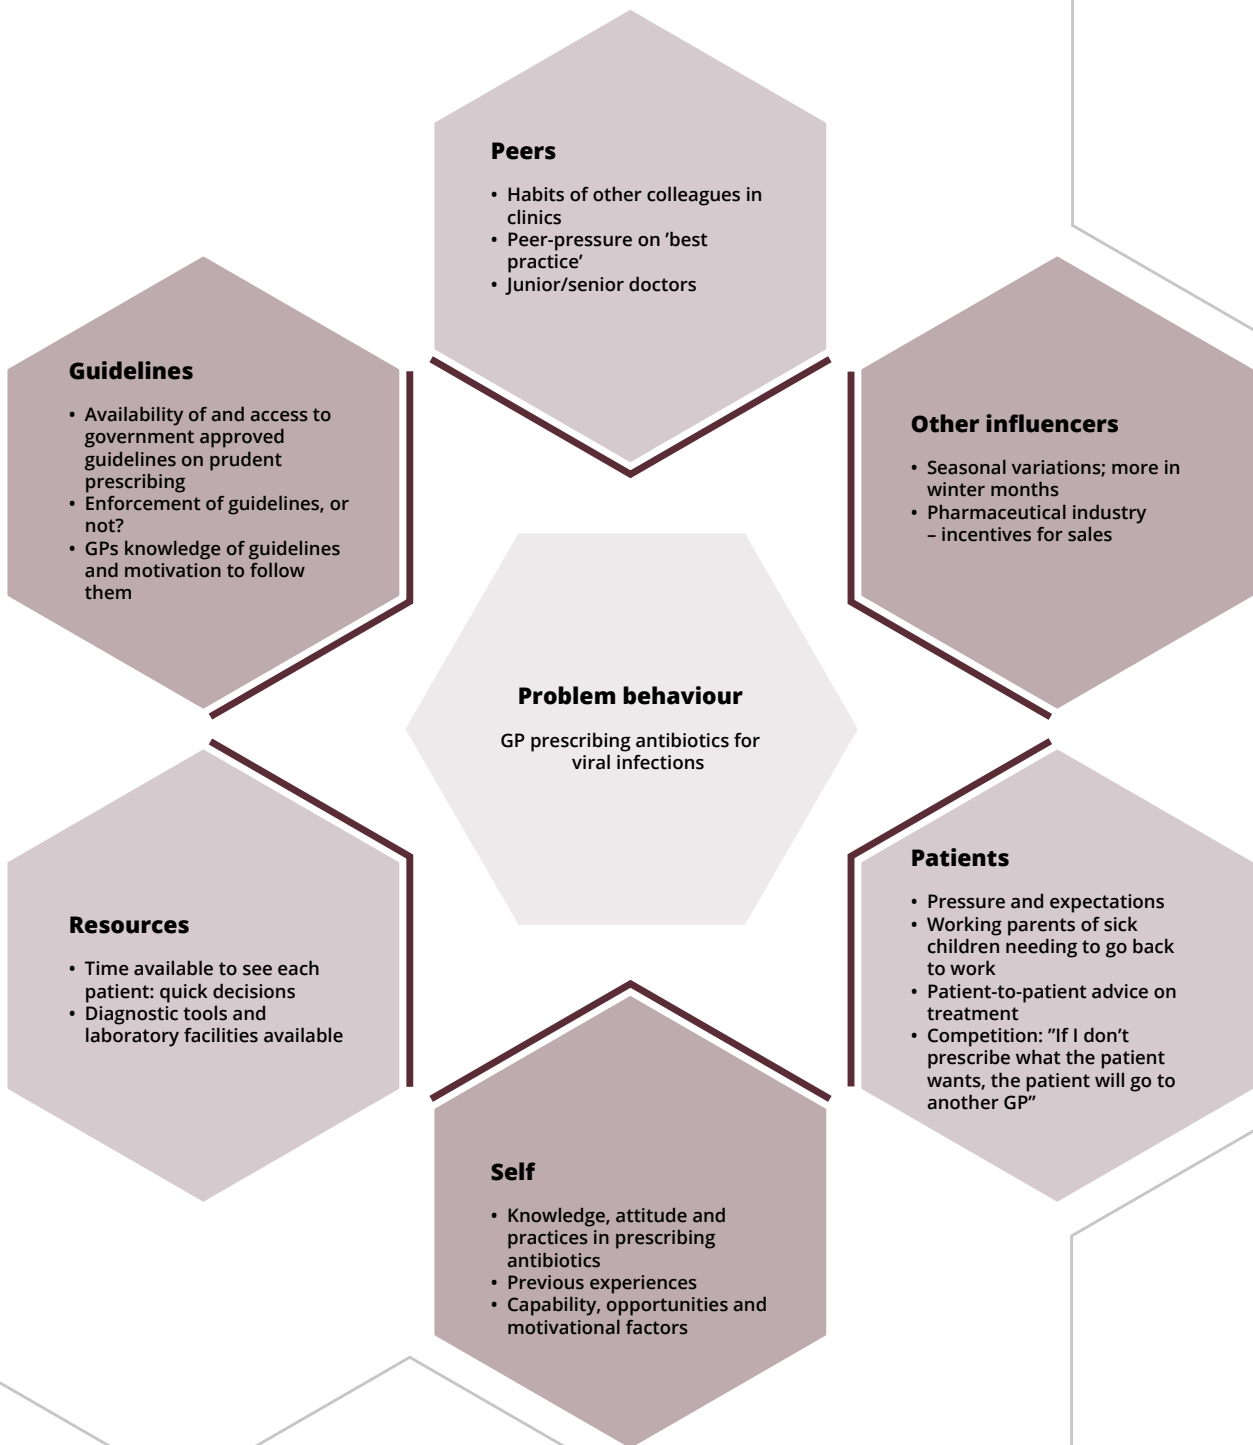 Peers
• Habits of other colleagues in
clinics
• Peer-pressure on ’best
practice’
• Junior/senior doctors
Guidelines
• Availability of and access to
government approved
guidelines on prudent
prescribing
• Enforcement of guidelines, or
not?
• GPs knowledge of guidelines
and motivation to follow
them
Other influencers
• Seasonal variations; more in
winter months
• Pharmaceutical industry
– incentives for sales
Problem behaviour
GP prescribing antibiotics for
viral infections
Resources
• Time available to see each
patient: quick decisions
• Diagnostic tools and
laboratory facilities available
Patients
• Pressure and expectations
• Working parents of sick
children needing to go back
to work
• Patient-to-patient advice on
treatment
• Competition: ”If I don’t
prescribe what the patient
wants, the patient will go to
another GP”
Self
• Knowledge, attitude and
practices in prescribing
antibiotics
• Previous experiences
• Capability, opportunities and
motivational factors